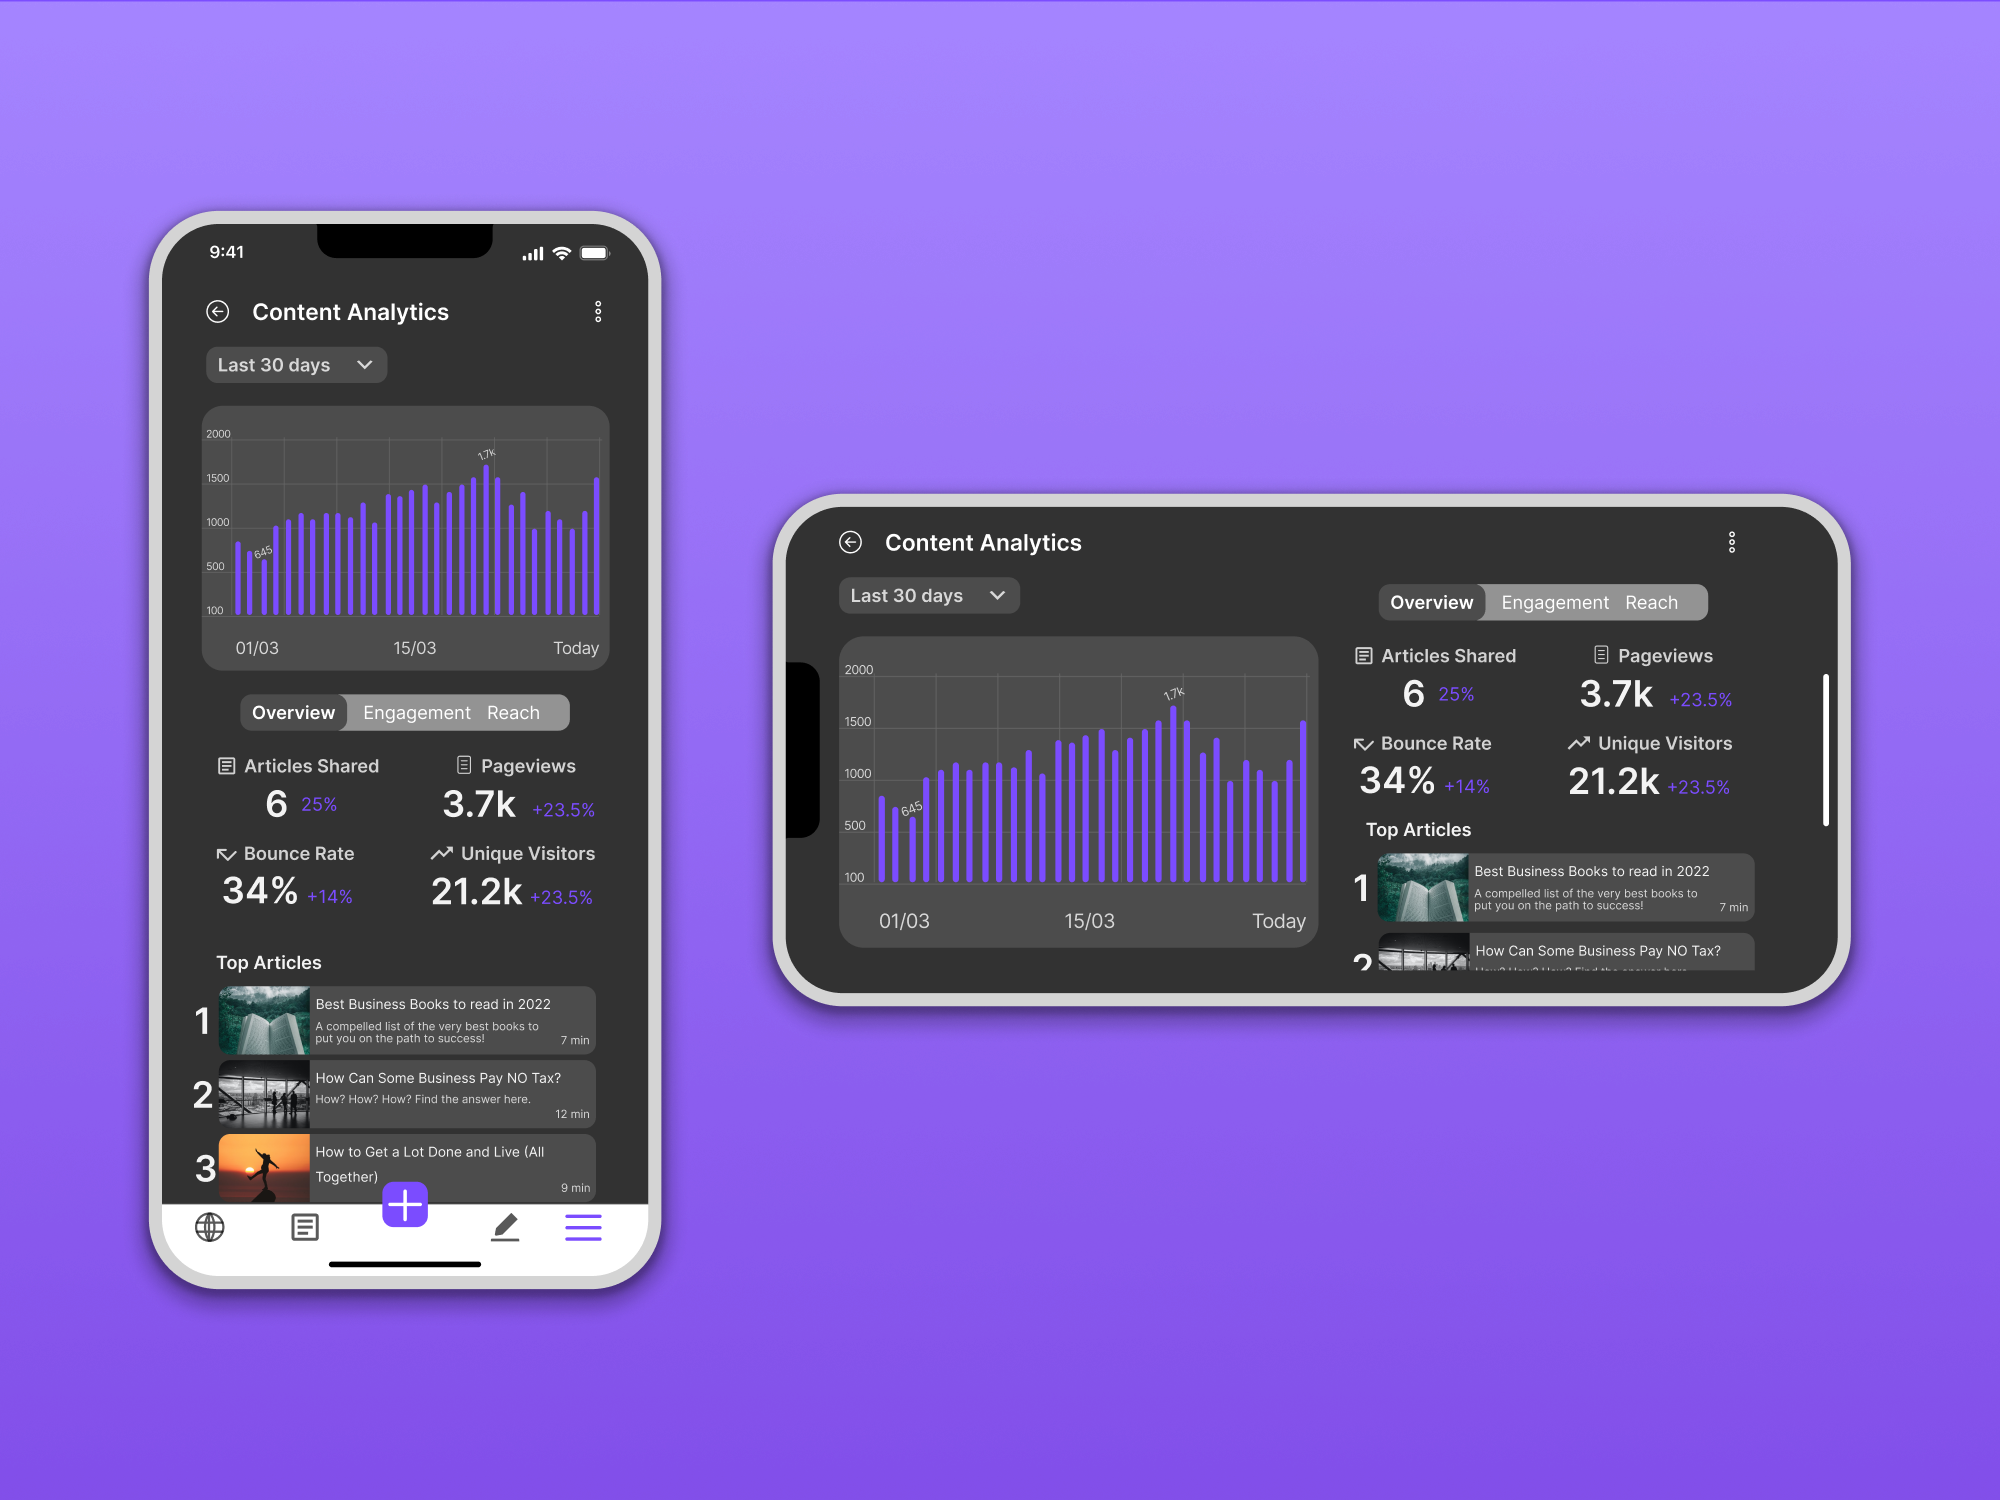 9:41
Content Analytics
Last 30 days
2000
1.7k
1500
1000
645
500
100
01/03 15/03 Today
Overview Engagement Reach
Articles Shared Pageviews
6 25% 3.7k +23.5%
Bounce Rate Unique Visitors
34% +14% 21.2k +23.5%
Top Articles
1
Best Business Books to read in 2022
A compelled list of the very best books to
put you on the path to success!
7 min
2
How Can Some Business Pay NO Tax?
How? How? How? Find the answer here.
12 min
3
How to Get a Lot Done and Live (All
Together)
9 min
Content Analytics
Last 30 days
2000
1.7k
1500
1000
645
500
100
01/03 15/03 Today
Overview Engagement Reach
Articles Shared Pageviews
6 25% 3.7k +23.5%
Bounce Rate Unique Visitors
34% +14% 21.2k +23.5%
Top Articles
1
Best Business Books to read in 2022
A compelled list of the very best books to
put you on the path to success!
7 min
2
How Can Some Business Pay NO Tax?
How? How? How? Find the answer here.